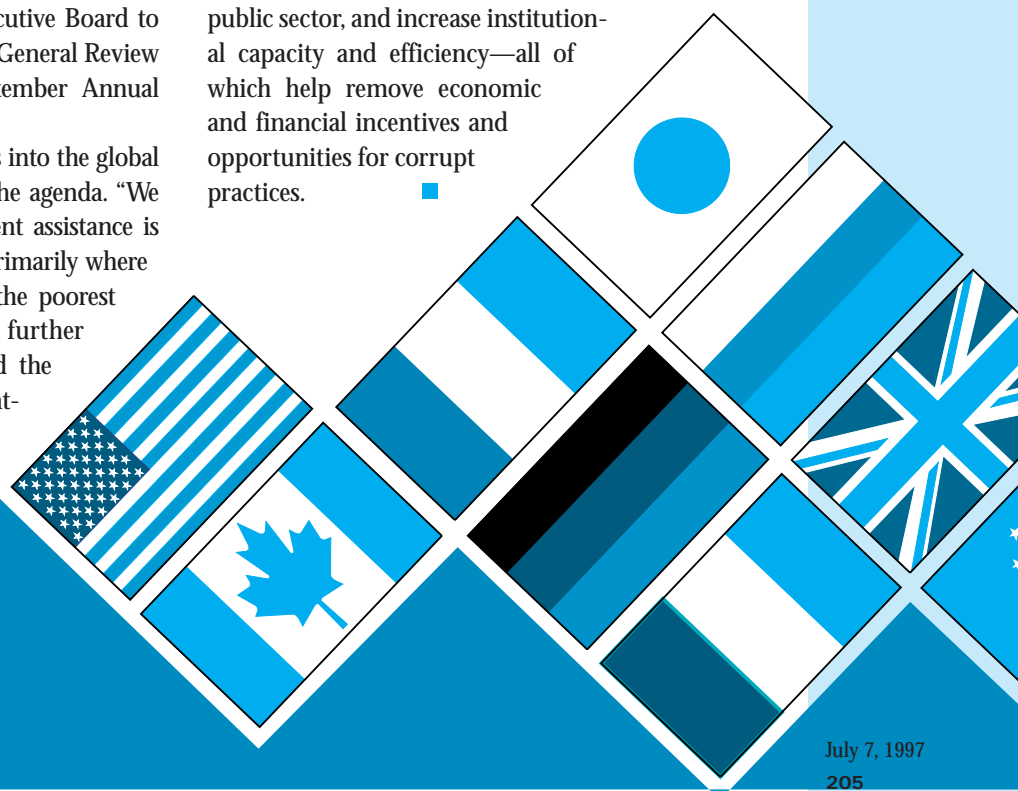 cutive Board to
General Review
tember Annual
s into the global
he agenda. “We
ent assistance is
rimarily where
the poorest
further
d the
nt-
public sector, and increase institution-
al capacity and efficiency—all of
which help remove economic
and financial incentives and
opportunities for corrupt
practices.
July 7, 1997
205